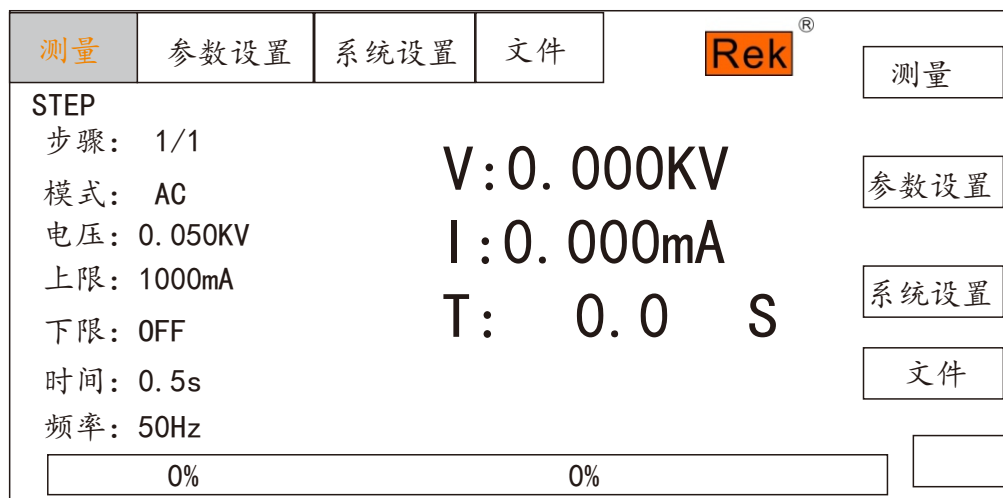 测量 参数设置 系统设置 文件 Rek ®
测量
STEP
步骤： 1/1
模式： AC
电压：0.050KV
上限：1000mA
下限：OFF
时间：0.5s
频率：50Hz
V:0.000KV
I:0.000mA
T: 0.0 S
参数设置
系统设置
文件
0% 0%